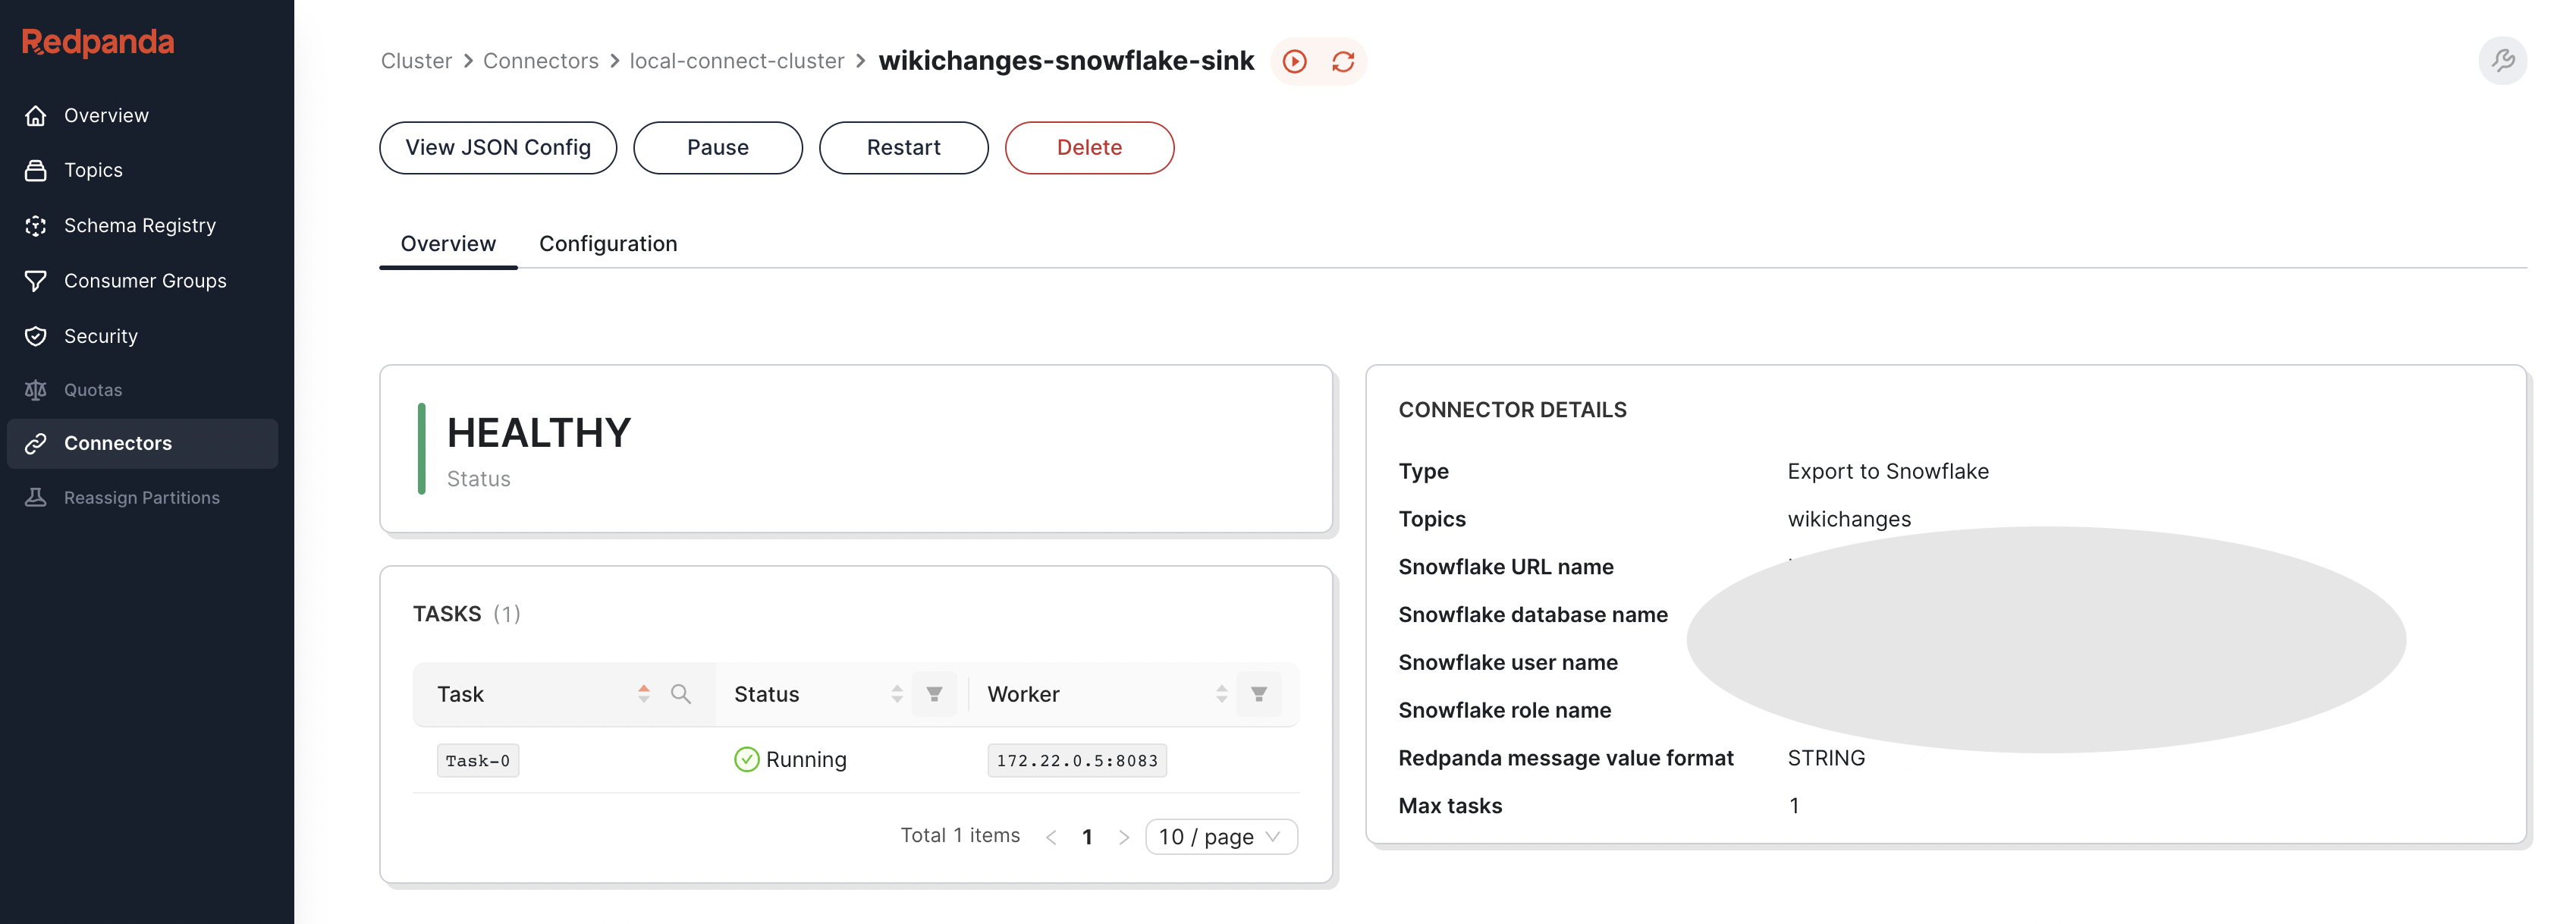 Redpanda
Overview
Topics
Schema Registry
Consumer Groups
Security
Quotas
Connectors
Reassign Partitions
Cluster > Connectors > local-connect-cluster > wikichanges-snowflake-sink
View JSON Config Pause Restart Delete
Overview Configuration
HEALTHY
Status
TASKS (1)
Task Status Worker
Task-0 Running 172.22.0.5:8083
Total 1 items < 1 > 10 / page
CONNECTOR DETAILS
Type Export to Snowflake
Topics wikichanges
Snowflake URL name
Snowflake database name
Snowflake user name
Snowflake role name
Redpanda message value format STRING
Max tasks 1